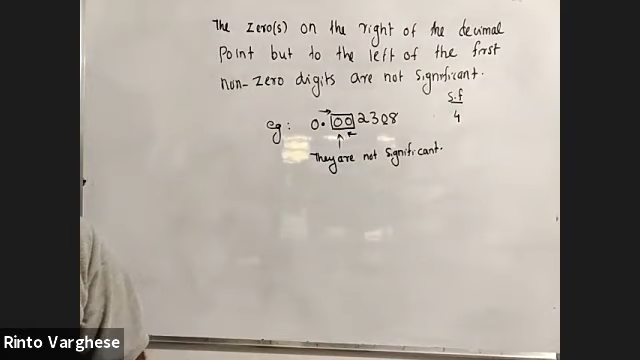 The zero(s) on the right of the decimal
Point but to the left of the first
non-zero digits are not significant.
S.f
eg: 0.002308 4
They are not significant.
Rinto Varghese